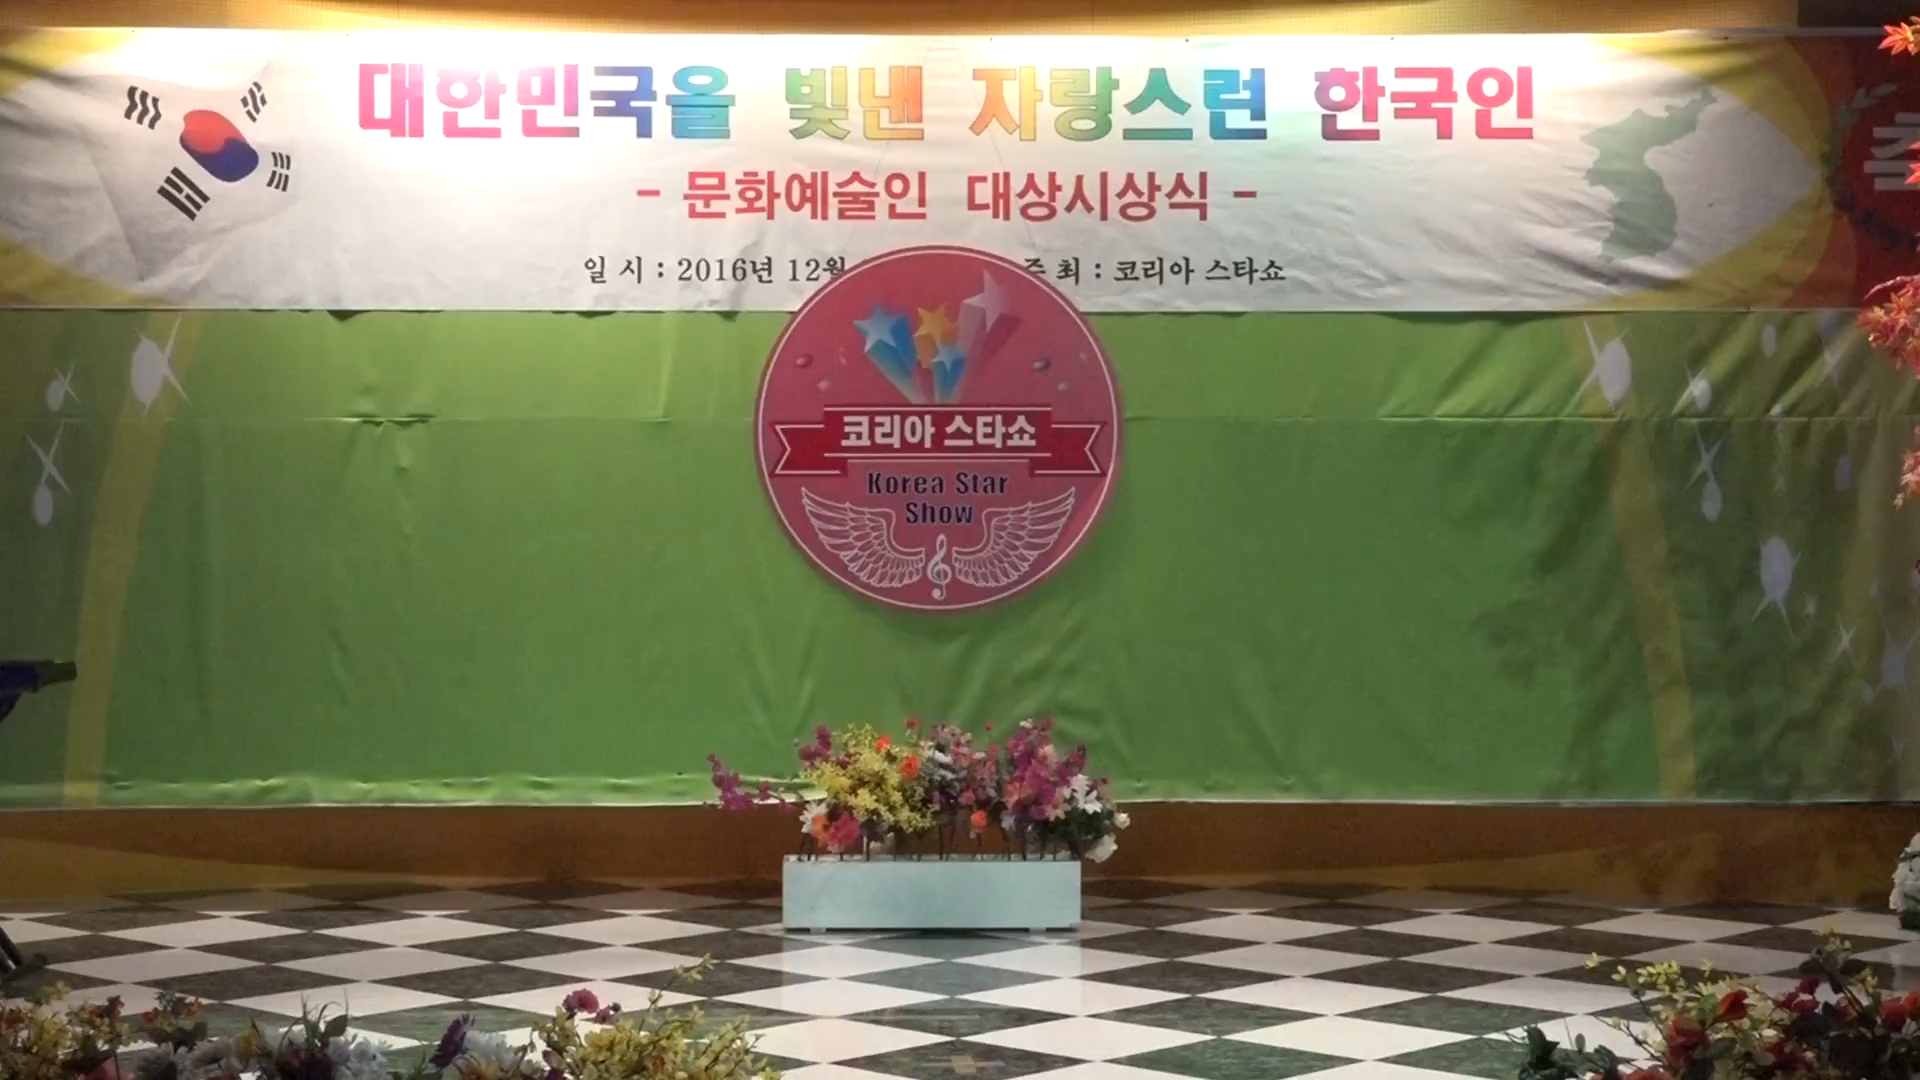 대한민국을 빛낸 자랑스런 한국인
- 문화예술인 대상시상식 -
일 시 : 2016년 12월
주 최 : 코리아 스타쇼
코리아 스타쇼
Korea Star
Show